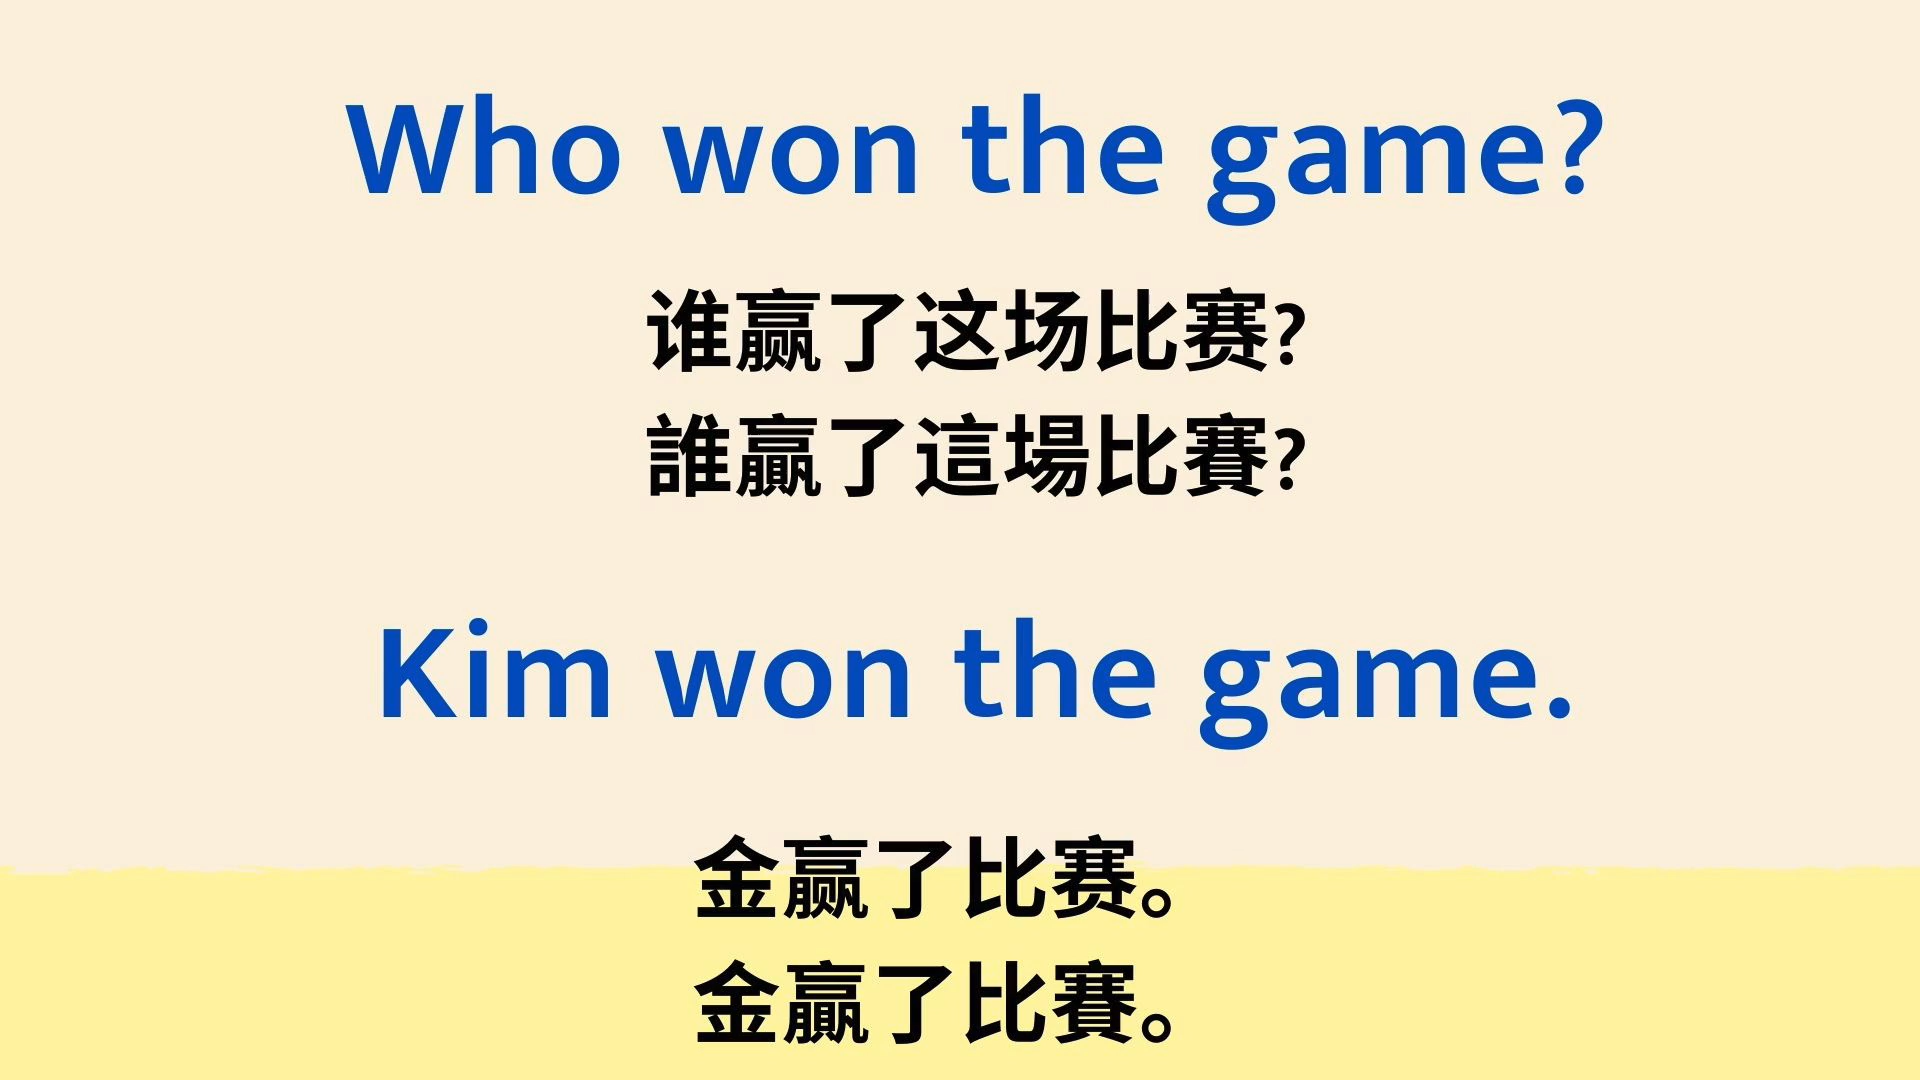 Who won the game?
谁赢了这场比赛?
誰贏了這場比賽?
Kim won the game.
金赢了比赛。
金贏了比賽。